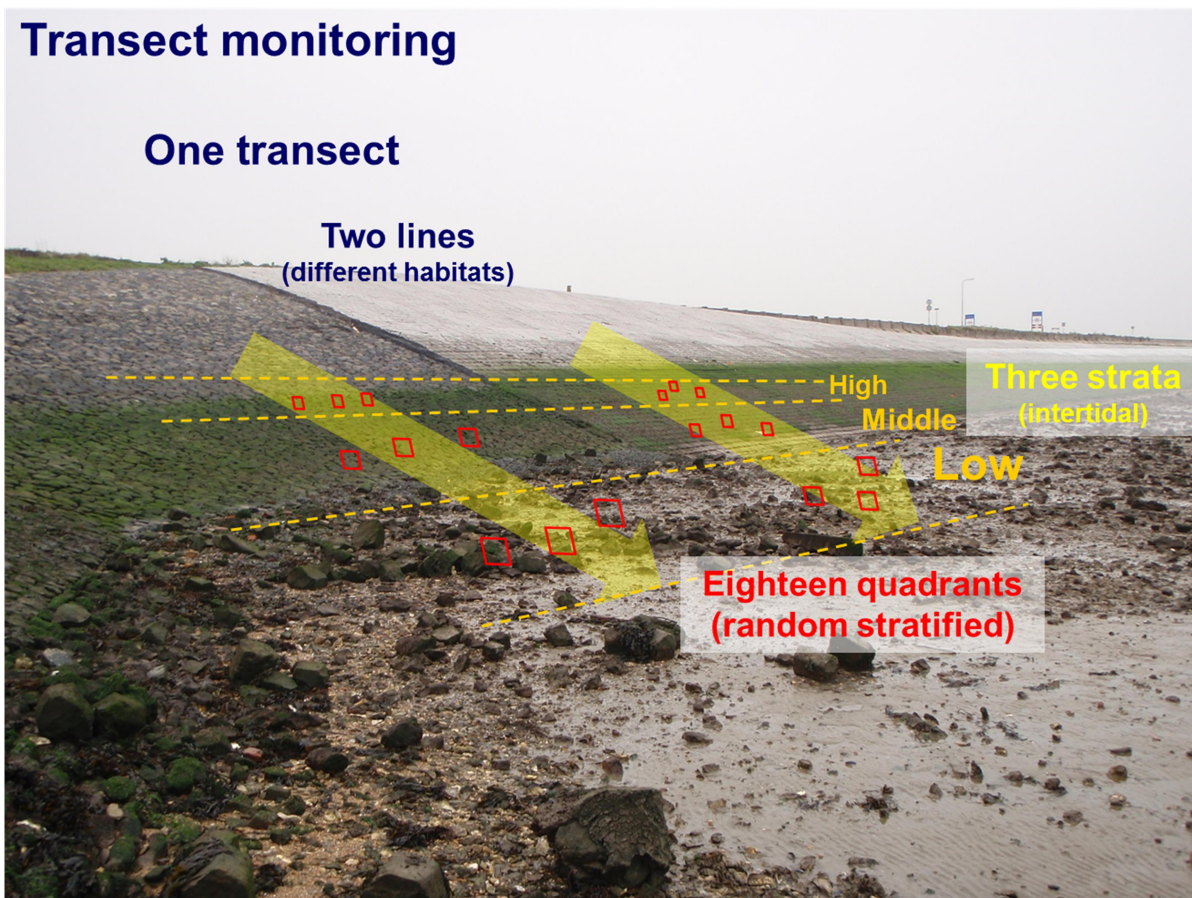 Transect monitoring
One transect
Two lines
(different habitats)
High
Three strata
(intertidal)
Middle
Low
Eighteen quadrants
(random stratified)